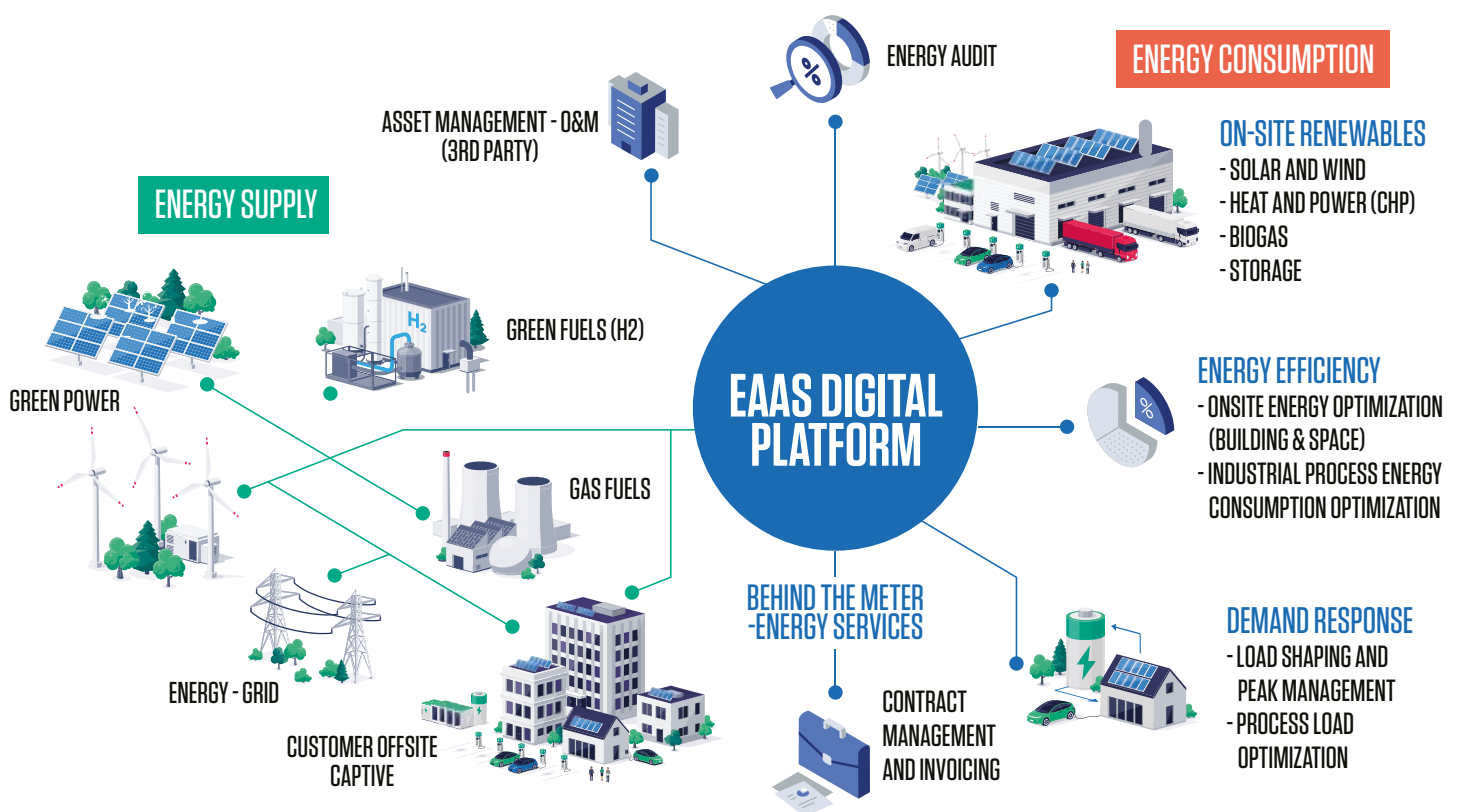 ENERGY AUDIT
ENERGY CONSUMPTION
ASSET MANAGEMENT - O&M
(3RD PARTY)
ENERGY SUPPLY
ON-SITE RENEWABLES
- SOLAR AND WIND
- HEAT AND POWER (CHP)
- BIOGAS
- STORAGE
%
H2
GREEN FUELS (H2)
GREEN POWER
EAAS DIGITAL
PLATFORM
ENERGY EFFICIENCY
- ONSITE ENERGY OPTIMIZATION
(BUILDING & SPACE)
- INDUSTRIAL PROCESS ENERGY
CONSUMPTION OPTIMIZATION
%
GAS FUELS
BEHIND THE METER
-ENERGY SERVICES
ENERGY - GRID
CUSTOMER OFFSITE
CAPTIVE
CONTRACT
MANAGEMENT
AND INVOICING
DEMAND RESPONSE
- LOAD SHAPING AND
PEAK MANAGEMENT
- PROCESS LOAD
OPTIMIZATION